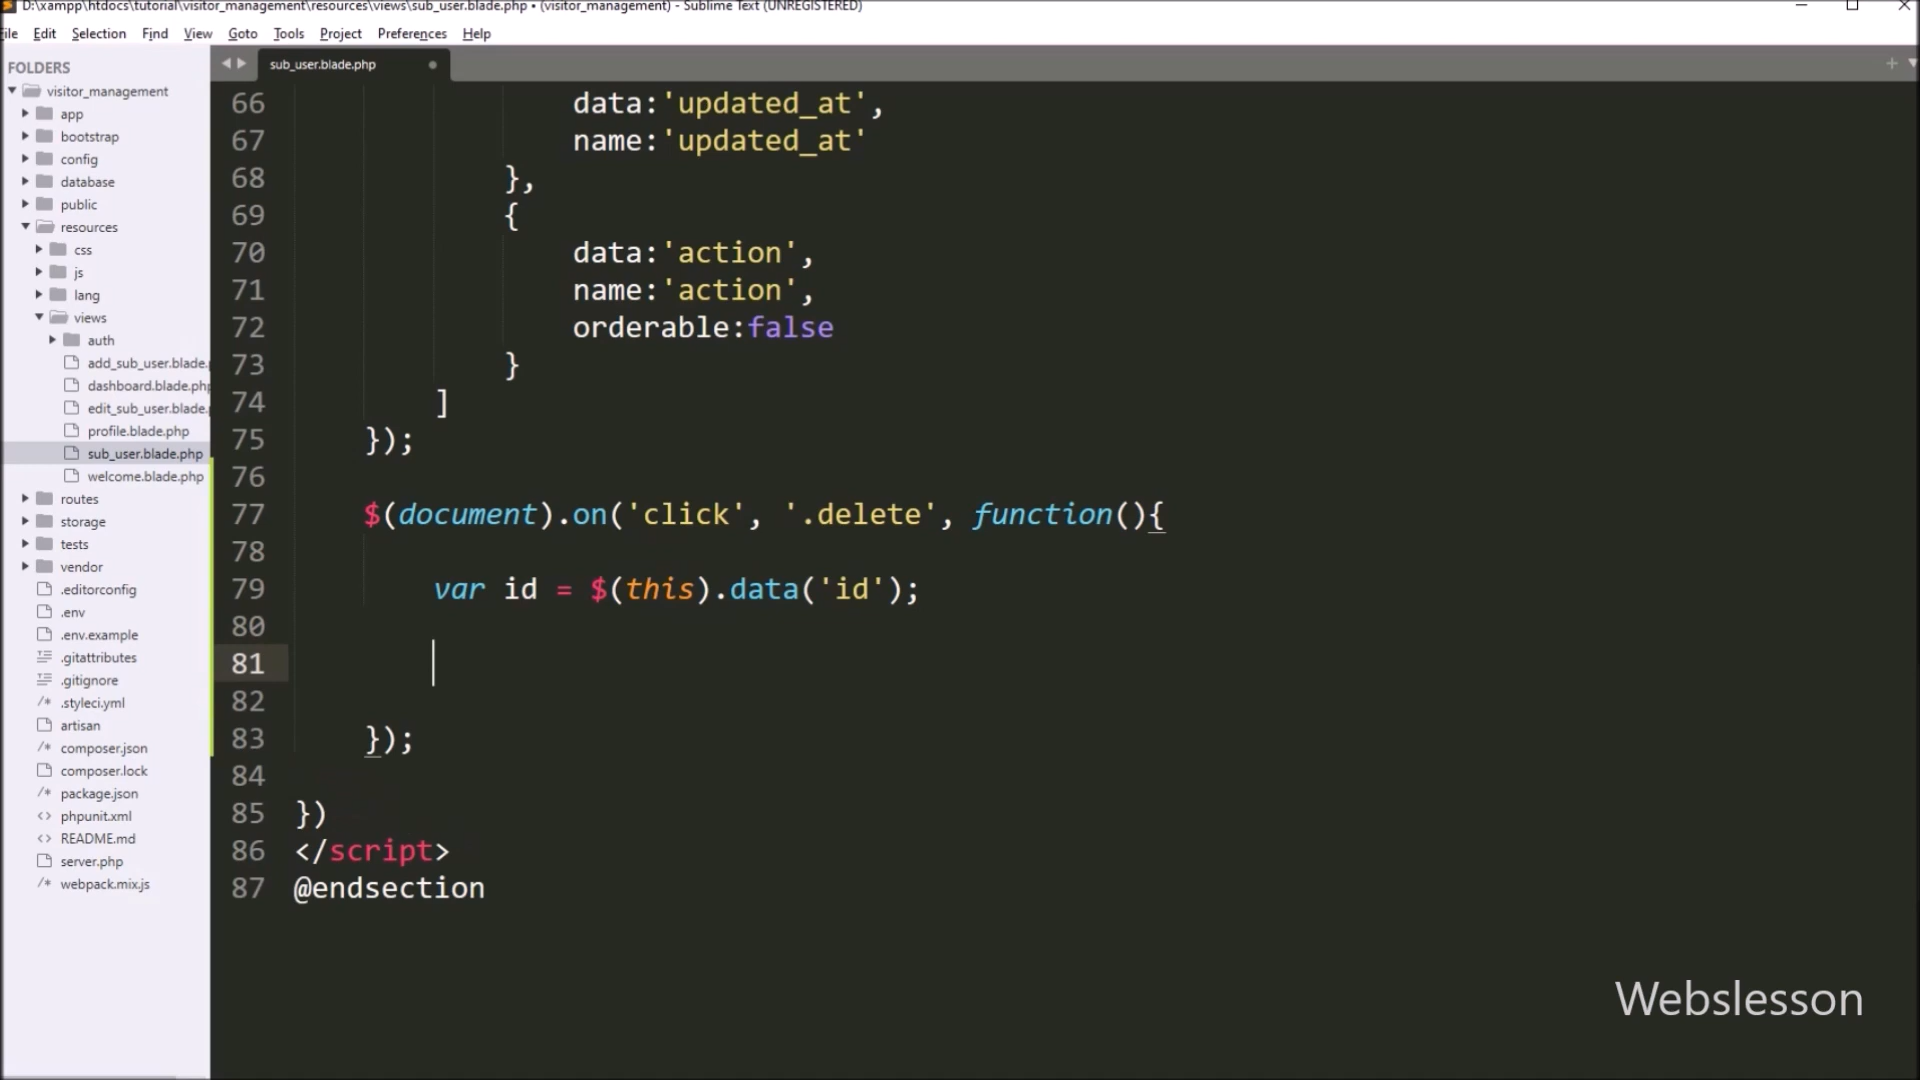 D:\xampp\htdocs\tutorial\visitor_management\resources\views\sub_user.blade.php • (visitor_management) - Sublime Text (UNREGISTERED)
ile Edit Selection Find View Goto Tools Project Preferences Help
FOLDERS
visitor_management
app
bootstrap
config
database
public
resources
css
js
lang
views
auth
add_sub_user.blade.p
dashboard.blade.php
edit_sub_user.blade.p
profile.blade.php
sub_user.blade.php
welcome.blade.php
routes
storage
tests
vendor
.editorconfig
.env
.env.example
.gitattributes
.gitignore
/* .styleci.yml
artisan
/* composer.json
composer.lock
/* package.json
<> phpunit.xml
<> README.md
server.php
/* webpack.mix.js
sub_user.blade.php
66 data:'updated_at',
67 name:'updated_at'
68 },
69 {
70 data:'action',
71 name:'action',
72 orderable:false
73 }
74 ]
75 });
76
77 $(document).on('click', '.delete', function(){
78
79 var id = $(this).data('id');
80
81
82
83 });
84
85 })
86 </script>
87 @endsection
Webslesson